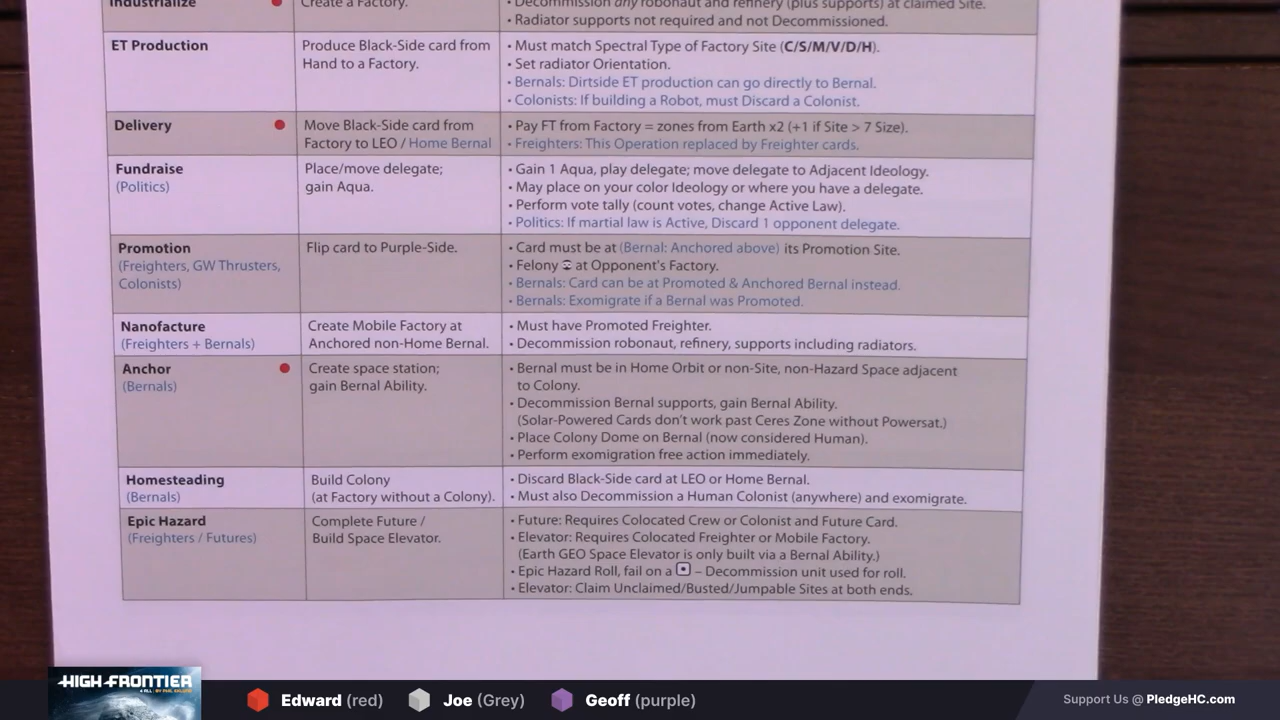 Industrialize
Create a Factory.
• Decommission any robonaut and refinery (plus supports) at claimed Site.
• Radiator supports not required and not Decommissioned.
ET Production
Produce Black-Side card from
Hand to a Factory.
• Must match Spectral Type of Factory Site (C/S/M/V/D/H).
• Set radiator Orientation.
• Bernals: Dirtside ET production can go directly to Bernal.
• Colonists: If building a Robot, must Discard a Colonist.
Delivery
Move Black-Side card from
Factory to LEO / Home Bernal
• Pay FT from Factory = zones from Earth x2 (+1 if Site > 7 Size).
• Freighters: This Operation replaced by Freighter cards.
Fundraise
(Politics)
Place/move delegate;
gain Aqua.
• Gain 1 Aqua, play delegate; move delegate to Adjacent Ideology.
• May place on your color Ideology or where you have a delegate.
• Perform vote tally (count votes, change Active Law).
• Politics: If martial law is Active, Discard 1 opponent delegate.
Promotion
(Freighters, GW Thrusters,
Colonists)
Flip card to Purple-Side.
• Card must be at (Bernal: Anchored above) its Promotion Site.
• Felony at Opponent's Factory.
• Bernals: Card can be at Promoted & Anchored Bernal instead.
• Bernals: Exomigrate if a Bernal was Promoted.
Nanofacture
(Freighters + Bernals)
Create Mobile Factory at
Anchored non-Home Bernal.
• Must have Promoted Freighter.
• Decommission robonaut, refinery, supports including radiators.
Anchor
(Bernals)
Create space station;
gain Bernal Ability.
• Bernal must be in Home Orbit or non-Site, non-Hazard Space adjacent
to Colony.
• Decommission Bernal supports, gain Bernal Ability.
(Solar-Powered Cards don't work past Ceres Zone without Powersat.)
• Place Colony Dome on Bernal (now considered Human).
• Perform exomigration free action immediately.
Homesteading
(Bernals)
Build Colony
(at Factory without a Colony).
• Discard Black-Side card at LEO or Home Bernal.
• Must also Decommission a Human Colonist (anywhere) and exomigrate.
Epic Hazard
(Freighters / Futures)
Complete Future /
Build Space Elevator.
• Future: Requires Colocated Crew or Colonist and Future Card.
• Elevator: Requires Colocated Freighter or Mobile Factory.
(Earth GEO Space Elevator is only built via a Bernal Ability.)
• Epic Hazard Roll, fail on a – Decommission unit used for roll.
• Elevator: Claim Unclaimed/Busted/Jumpable Sites at both ends.
HIGH FRONTIER
4 ALL
Edward (red)
Joe (Grey)
Geoff (purple)
Support Us @ PledgeHC.com